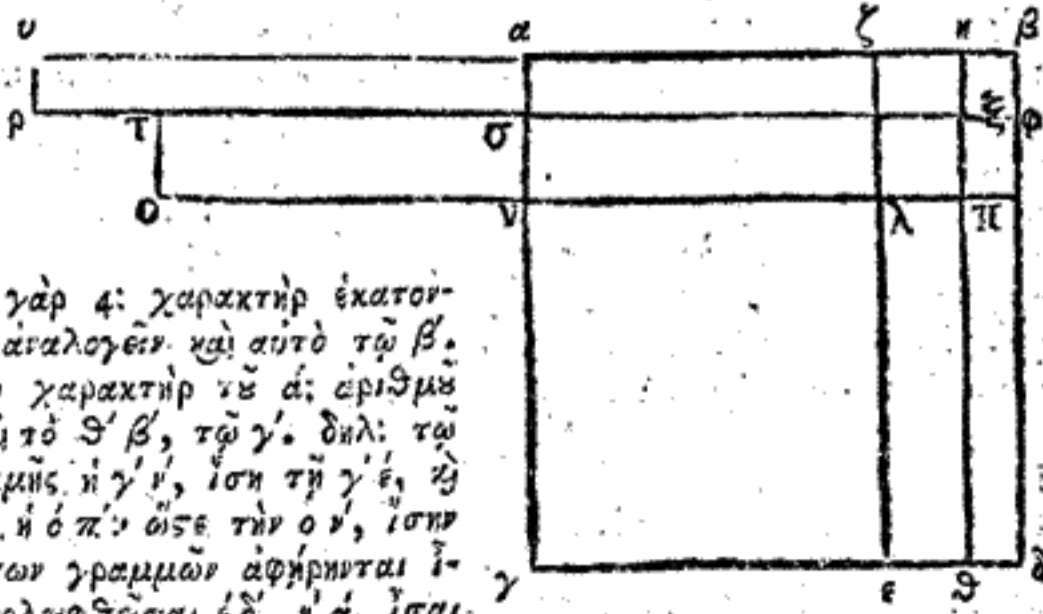 υ α ζ η β
ρ τ σ ξ φ
ο ν λ π
γὰρ 4: χαρακτὴρ ἑκατον-
ἀναλογεῖν καὶ αὐτὸ τῷ β´.
χαρακτὴρ τοῦ ά; ἀριθμοῦ
τὸ θ´ β´, τῷ γ´. δηλ: τῷ
μῆς ἡ γ´ ν´, ἴση τῇ γ´ έ, καὶ
ἡ ό π´: ὥστε τὴν ό ν´, ἴσην
των γραμμῶν ἀφῄρηνται ἴ-
γ ε θ δ